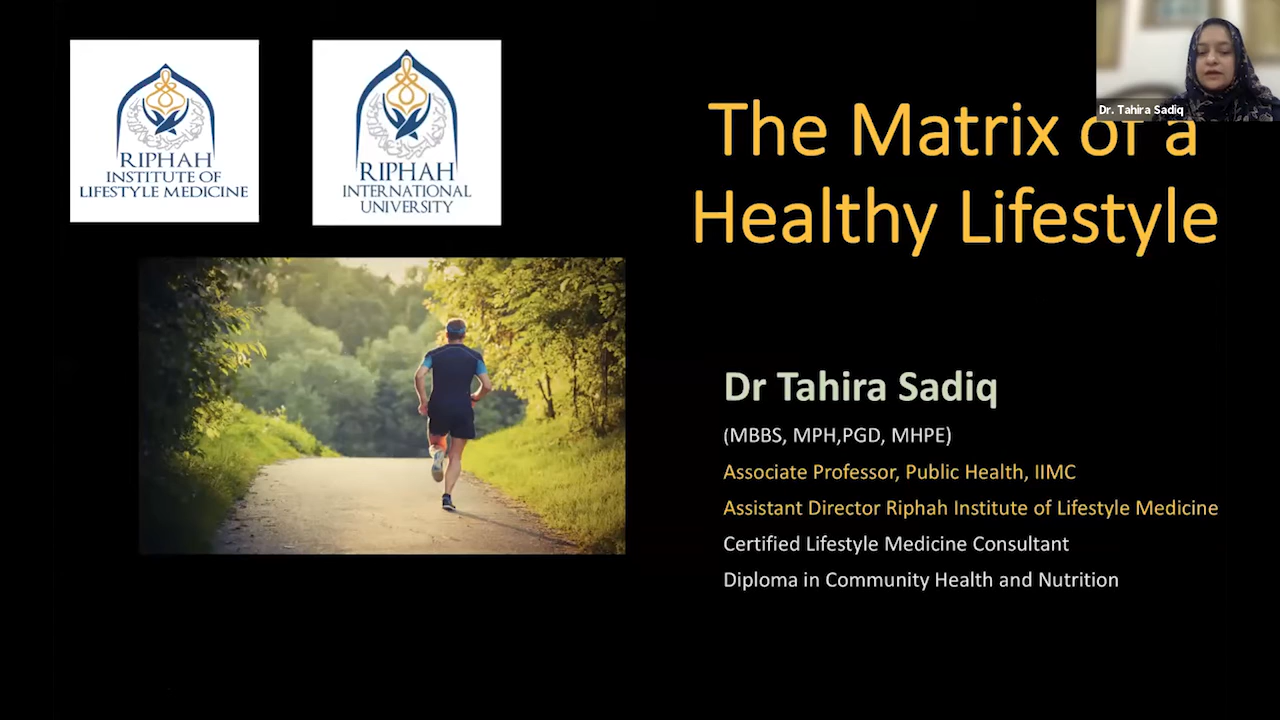 RIPHAH
INSTITUTE OF
LIFESTYLE MEDICINE
RIPHAH
INTERNATIONAL
UNIVERSITY
Dr. Tahira Sadiq
The Matrix of a
Healthy Lifestyle
Dr Tahira Sadiq
(MBBS, MPH,PGD, MHPE)
Associate Professor, Public Health, IIMC
Assistant Director Riphah Institute of Lifestyle Medicine
Certified Lifestyle Medicine Consultant
Diploma in Community Health and Nutrition